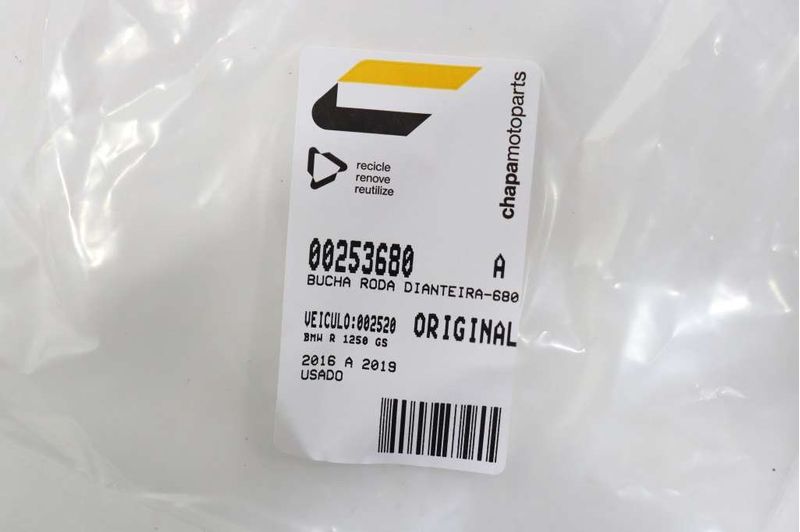 chapamotoparts
recicle
renove
reutilize
00253680 A
BUCHA RODA DIANTEIRA-680
VEICULO:002520 ORIGINAL
BMW R 1250 GS
2016 A 2019
USADO